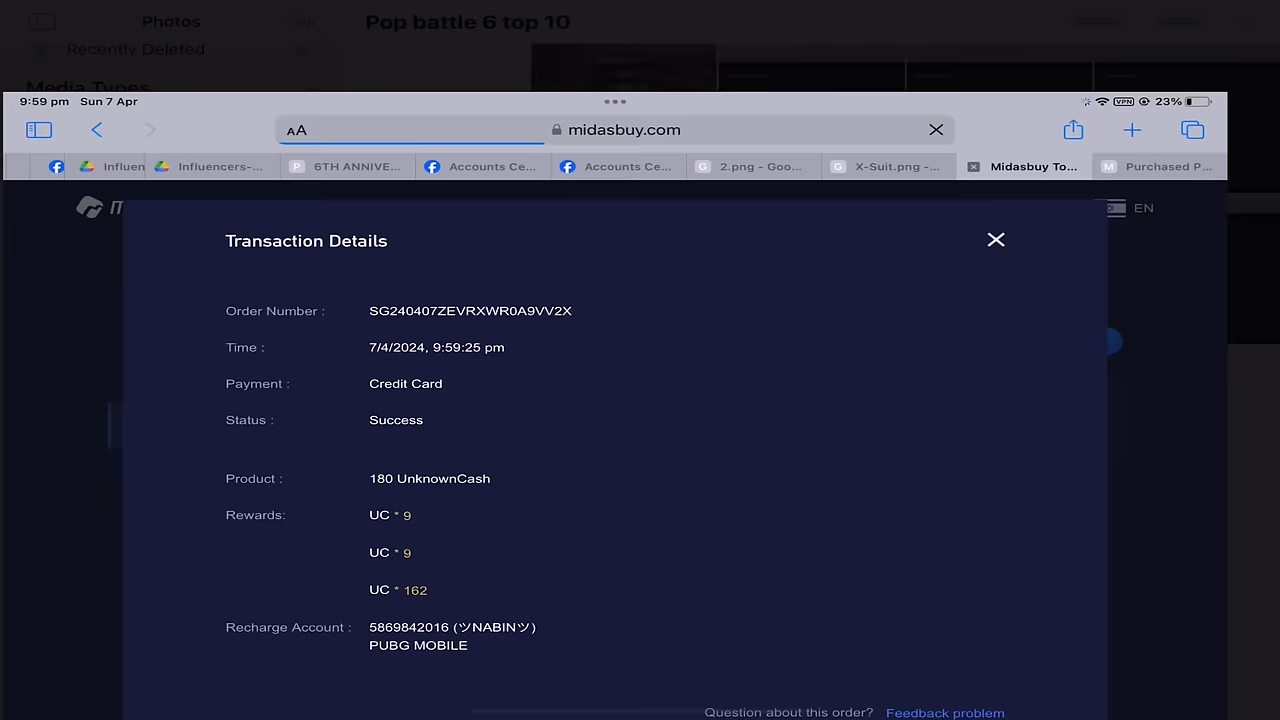 Photos
Pop battle 6 top 10
Recently Deleted
Media Types
9:59 pm Sun 7 Apr
VPN 23%
AA midasbuy.com
Influen
Influencers-...
6TH ANNIVE...
Accounts Ce...
Accounts Ce...
2.png - Goo...
X-Suit.png -...
Midasbuy To...
Purchased P...
EN
Transaction Details
Order Number : SG240407ZEVRXWR0A9VV2X
Time : 7/4/2024, 9:59:25 pm
Payment : Credit Card
Status : Success
Product : 180 UnknownCash
Rewards: UC * 9
UC * 9
UC * 162
Recharge Account : 5869842016 (ツNABINツ)
PUBG MOBILE
Question about this order? Feedback problem